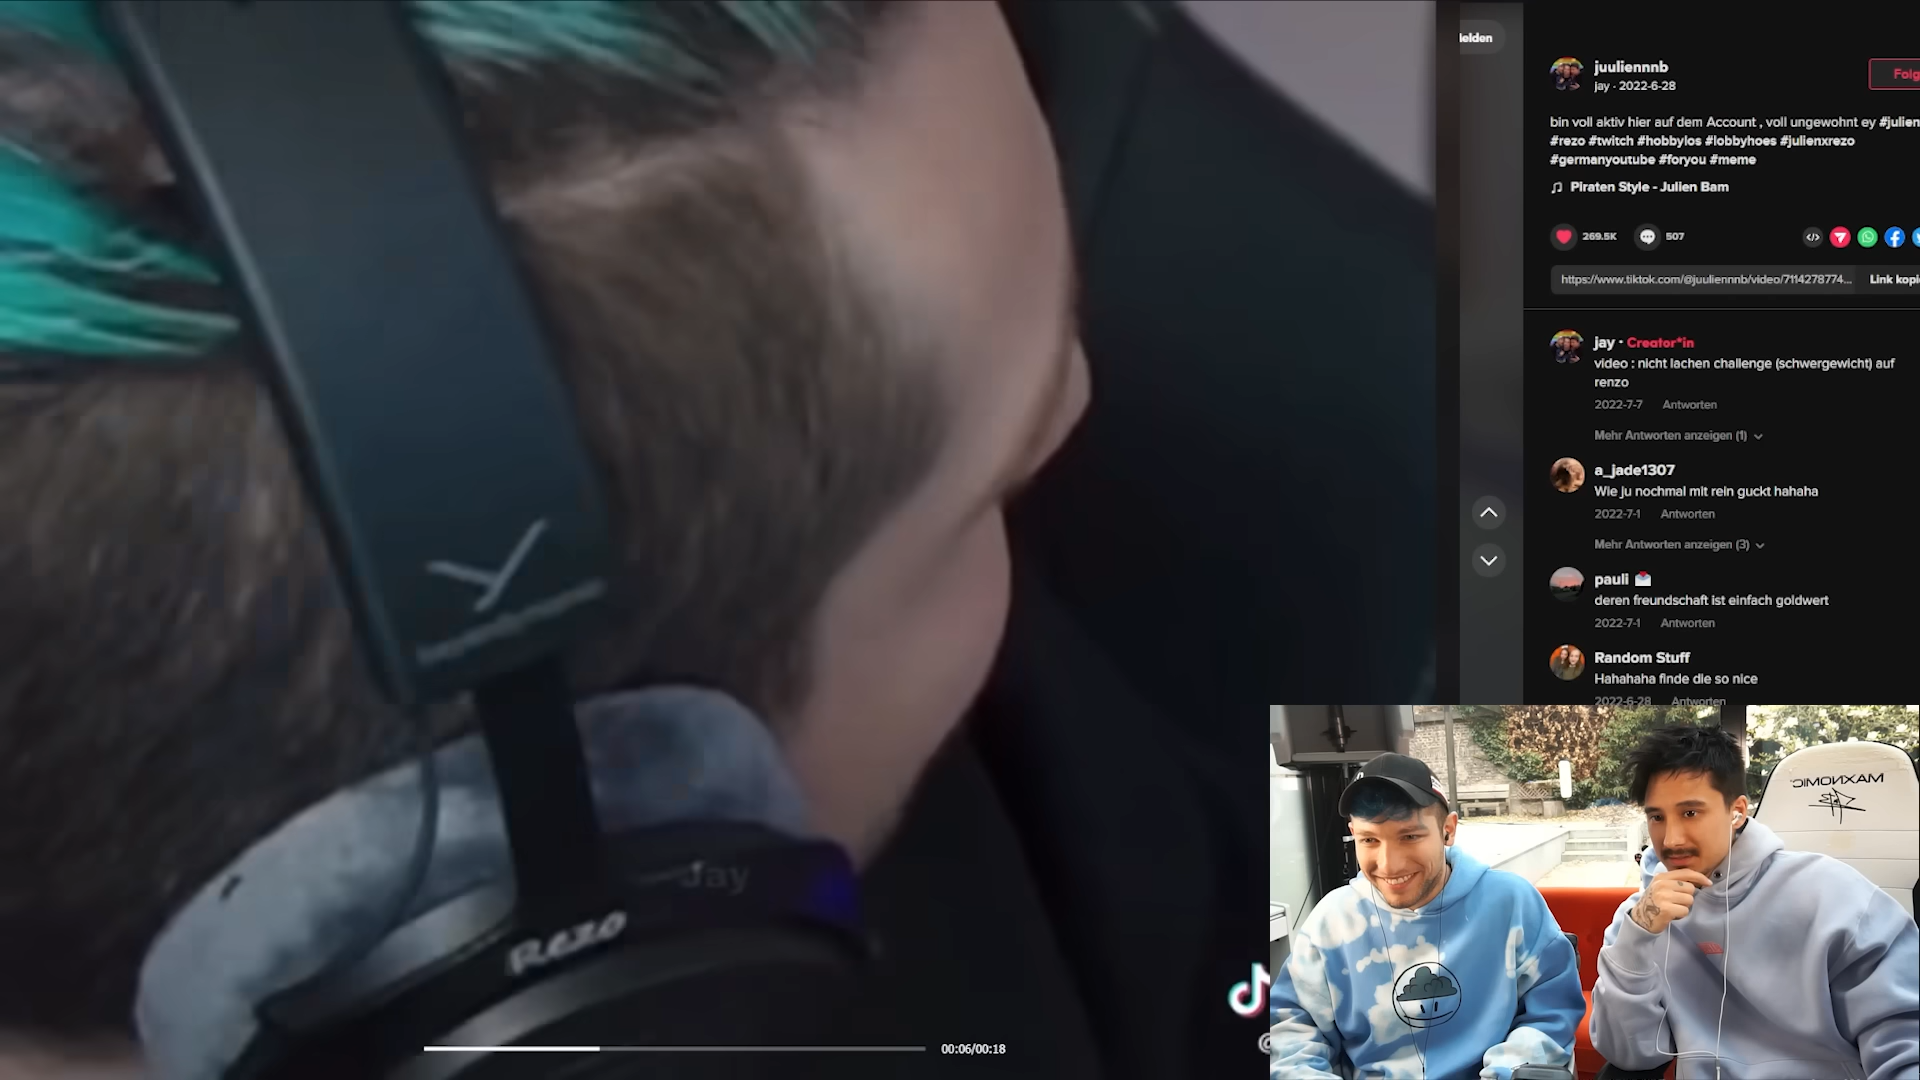 Jay
Rezo
00:06/00:18
lelden
juuliennnb
jay · 2022-6-28
Folg
bin voll aktiv hier auf dem Account , voll ungewohnt ey #julien
#rezo #twitch #hobbylos #lobbyhoes #julienxrezo
#germanyoutube #foryou #meme
♫ Piraten Style - Julien Bam
269.5K
507
https://www.tiktok.com/@juuliennnb/video/7114278774...
Link kopie
jay · Creator*in
video : nicht lachen challenge (schwergewicht) auf
renzo
2022-7-7 Antworten
Mehr Antworten anzeigen (1)
a_jade1307
Wie ju nochmal mit rein guckt hahaha
2022-7-1 Antworten
Mehr Antworten anzeigen (3)
pauli
deren freundschaft ist einfach goldwert
2022-7-1 Antworten
Random Stuff
Hahahaha finde die so nice
2022-6-28 Antworten
MAXNOMIC